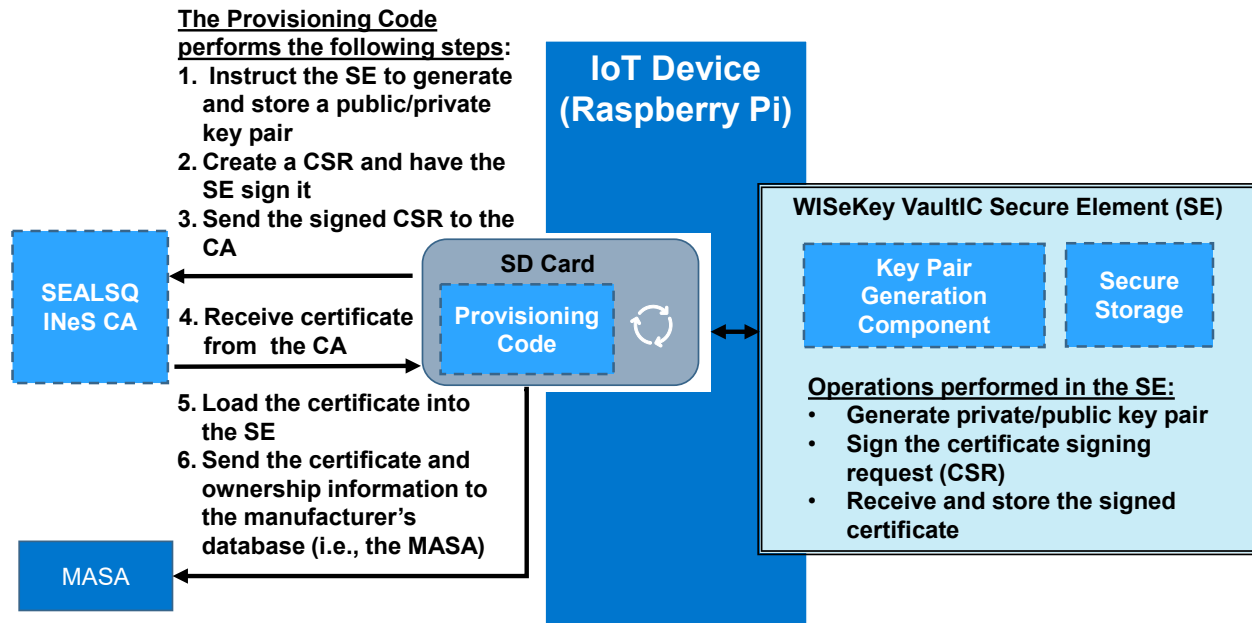 The Provisioning Code
performs the following steps:
1. Instruct the SE to generate
and store a public/private
key pair
2. Create a CSR and have the
SE sign it
3. Send the signed CSR to the
CA
SEALSQ
INeS CA
4. Receive certificate
from the CA
5. Load the certificate into
the SE
6. Send the certificate and
ownership information to
the manufacturer's
database (i.e., the MASA)
MASA
IoT Device
(Raspberry Pi)
SD Card
Provisioning
Code
WISeKey VaultIC Secure Element (SE)
Key Pair
Generation
Component
Secure
Storage
Operations performed in the SE:
• Generate private/public key pair
• Sign the certificate signing
request (CSR)
• Receive and store the signed
certificate